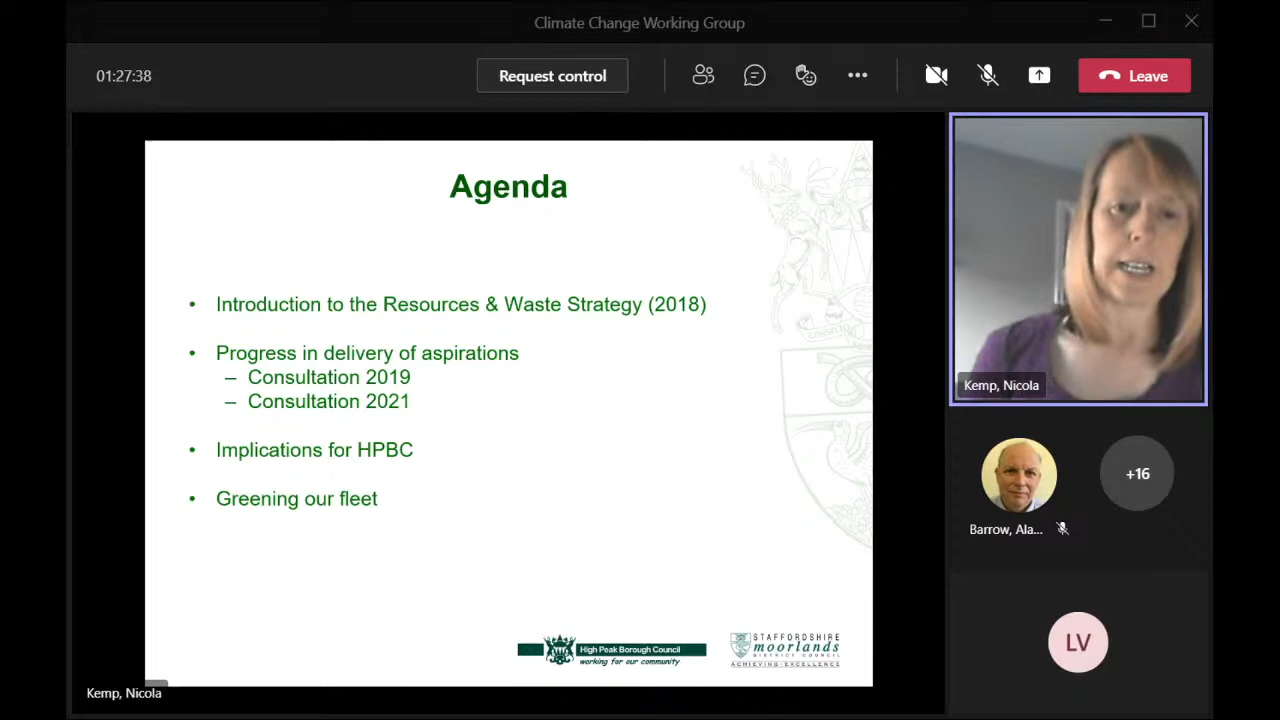 Climate Change Working Group
01:27:38
Request control
Leave
Agenda
• Introduction to the Resources & Waste Strategy (2018)
• Progress in delivery of aspirations
– Consultation 2019
– Consultation 2021
• Implications for HPBC
• Greening our fleet
High Peak Borough Council
working for our community
STAFFORDSHIRE
moorlands
DISTRICT COUNCIL
ACHIEVING EXCELLENCE
Kemp, Nicola
Kemp, Nicola
Barrow, Ala...
+16
LV